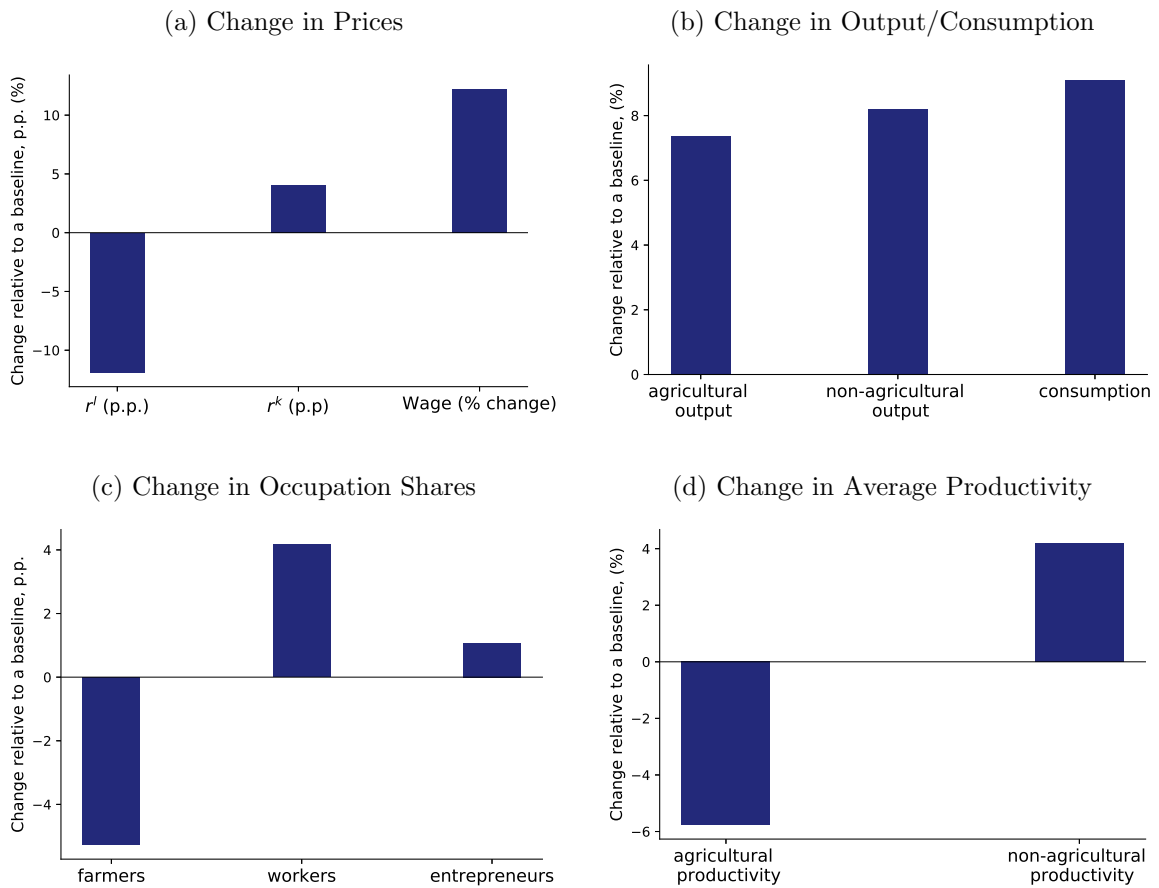 (a) Change in Prices
Change relative to a baseline, p.p. (%)
10
5
0
−5
−10
r^l (p.p.)
r^k (p.p)
Wage (% change)
(b) Change in Output/Consumption
Change relative to a baseline, (%)
8
6
4
2
0
agricultural
output
non-agricultural
output
consumption
(c) Change in Occupation Shares
Change relative to a baseline, p.p.
4
2
0
−2
−4
farmers
workers
entrepreneurs
(d) Change in Average Productivity
Change relative to a baseline, (%)
4
2
0
−2
−4
−6
agricultural
productivity
non-agricultural
productivity